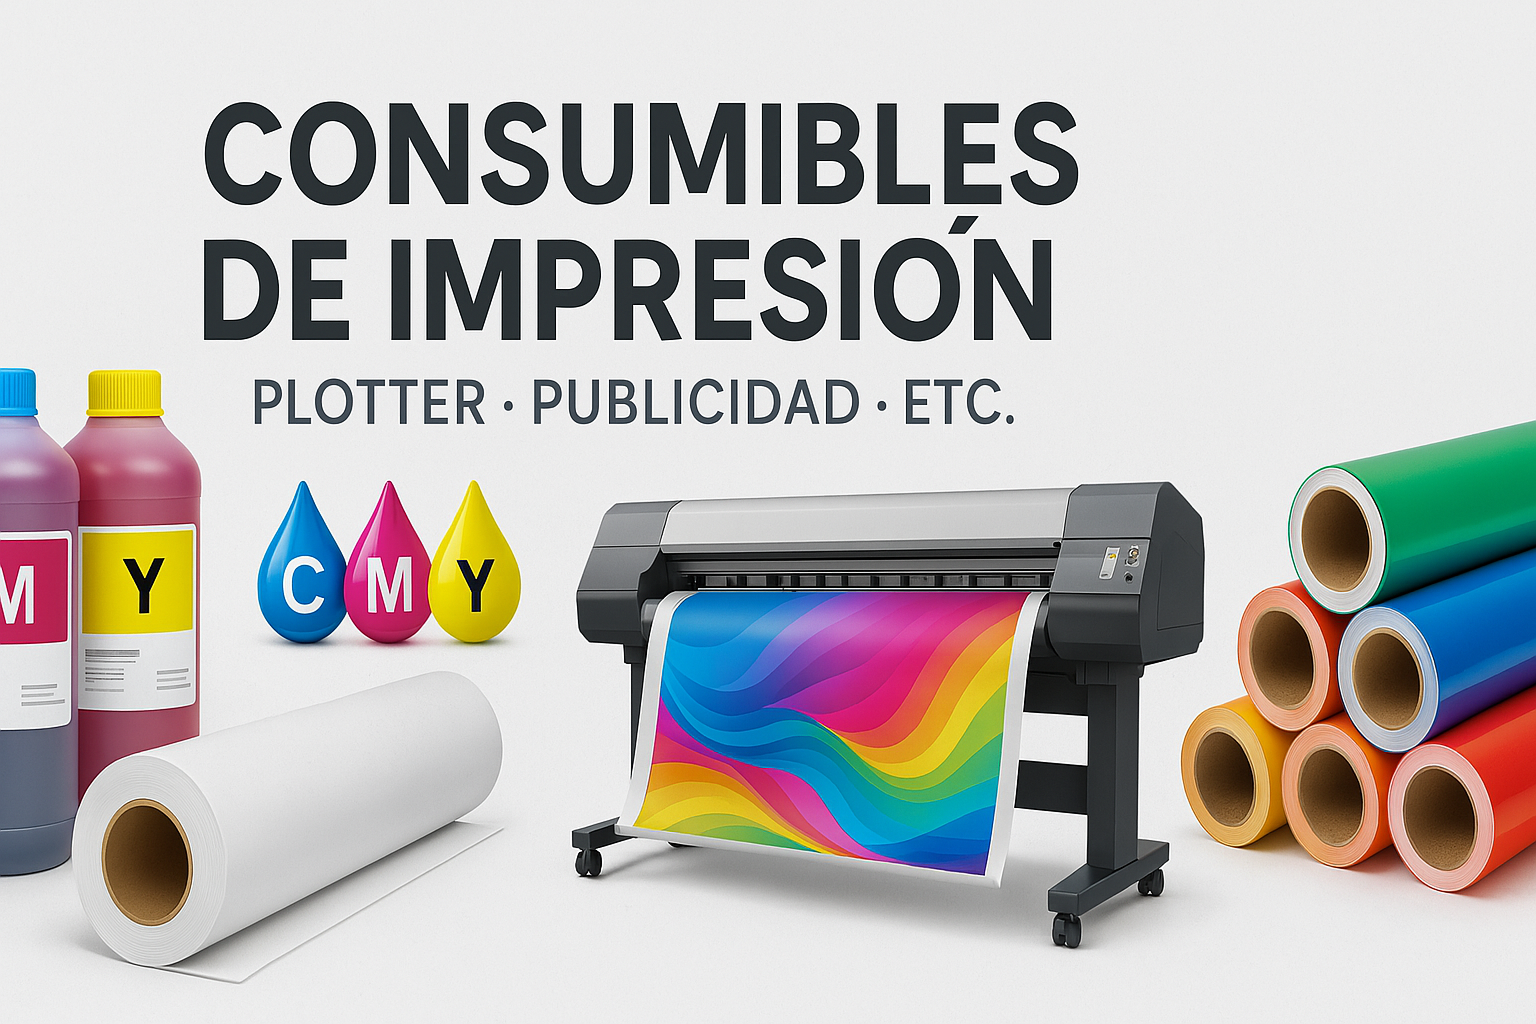 CONSUMIBLES
DE IMPRESIÓN
PLOTTER · PUBLICIDAD · ETC.
C M Y
M
Y